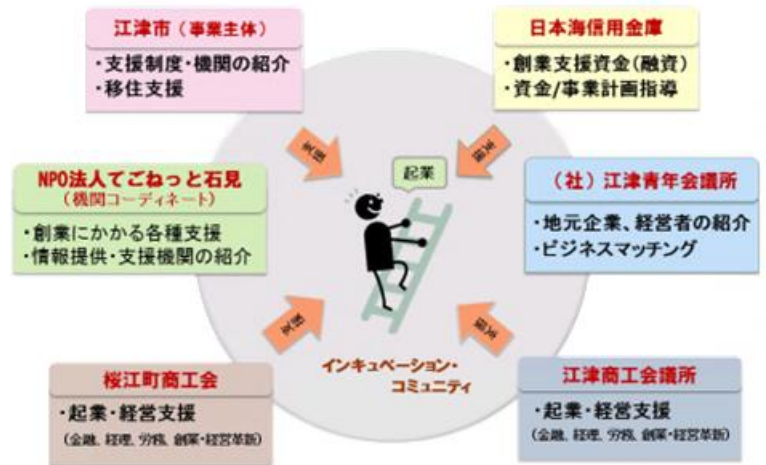 江津市（事業主体）
・支援制度・機関の紹介
・移住支援
日本海信用金庫
・創業支援資金（融資）
・資金/事業計画指導
支援
支援
起業
NPO法人てごねっと石見
（機関コーディネート）
・創業にかかる各種支援
・情報提供・支援機関の紹介
（社）江津青年会議所
・地元企業、経営者の紹介
・ビジネスマッチング
支援
支援
インキュベーション・
コミュニティ
桜江町商工会
・起業・経営支援
（金融、経理、労務、創業・経営革新）
江津商工会議所
・起業・経営支援
（金融、経理、労務、創業・経営革新）